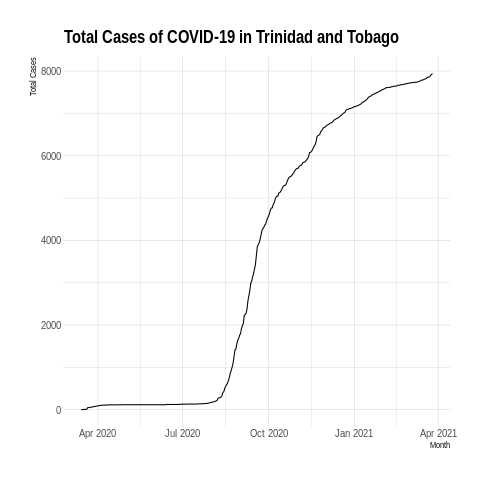 Total Cases of COVID-19 in Trinidad and Tobago
Total Cases
8000
6000
4000
2000
0
Apr 2020 Jul 2020 Oct 2020 Jan 2021 Apr 2021
Month